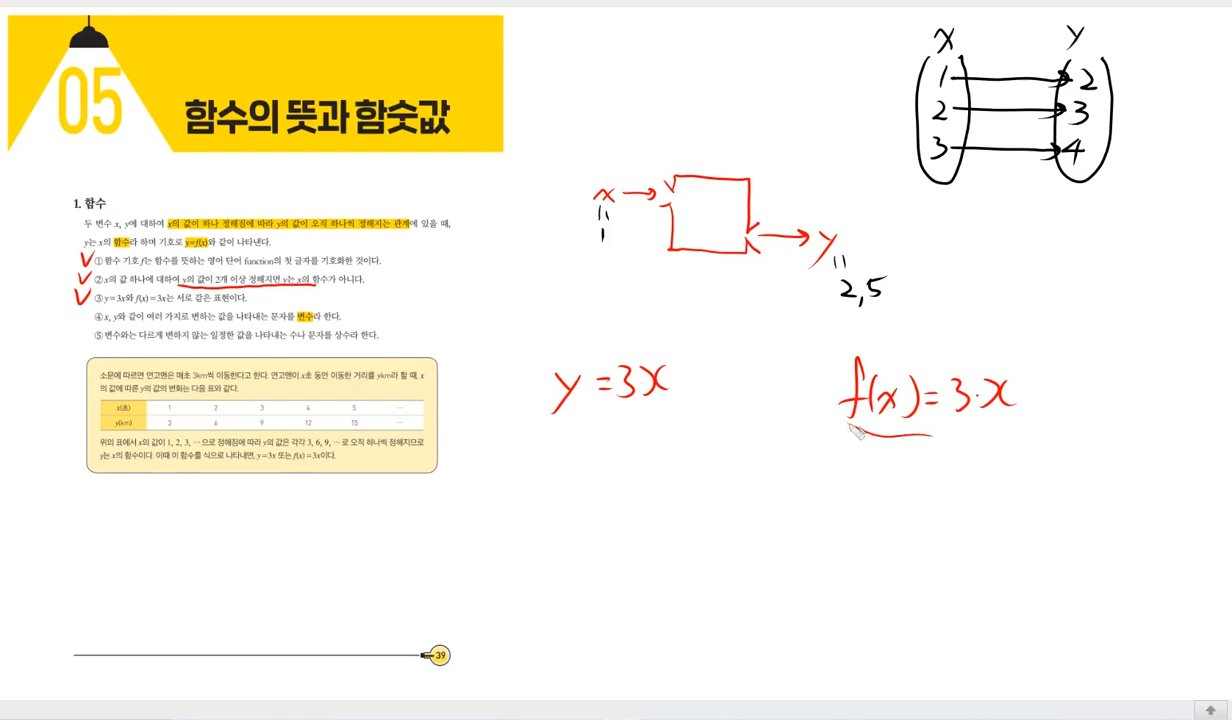 05
함수의 뜻과 함숫값
1. 함수
두 변수 x, y에 대하여 x의 값이 하나 정해짐에 따라 y의 값이 오직 하나씩 정해지는 관계에 있을 때,
y는 x의 함수라 하며 기호로 y=f(x)와 같이 나타낸다.
① 함수 기호 f는 함수를 뜻하는 영어 단어 function의 첫 글자를 기호화한 것이다.
② x의 값 하나에 대하여 y의 값이 2개 이상 정해지면 y는 x의 함수가 아니다.
③ y=3x와 f(x)=3x는 서로 같은 표현이다.
④ x, y와 같이 여러 가지로 변하는 값을 나타내는 문자를 변수라 한다.
⑤ 변수와는 다르게 변하지 않는 일정한 값을 나타내는 수나 문자를 상수라 한다.
소문에 따르면 연고맨은 매초 3km씩 이동한다고 한다. 연고맨이 x초 동안 이동한 거리를 ykm라 할 때, x
의 값에 따른 y의 값의 변화는 다음 표와 같다.
x(초) 1 2 3 4 5 ⋯
y(km) 3 6 9 12 15 ⋯
위의 표에서 x의 값이 1, 2, 3, ⋯으로 정해짐에 따라 y의 값은 각각 3, 6, 9, ⋯로 오직 하나씩 정해지므로
y는 x의 함수이다. 이때 이 함수를 식으로 나타내면, y=3x 또는 f(x)=3x이다.
39
x y
1 2
2 3
3 4
x
1
y
2, 5
y = 3x
f(x) = 3·x